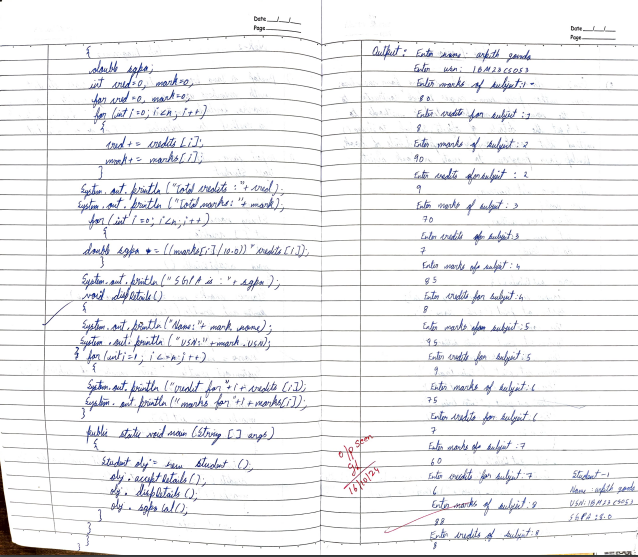 Date / /
Page
{
double sgpa;
int cred=0, mark=0;
for cred=0, mark=0;
for (int i=0; i<n; i++)
{
cred += credits [i];
mark += marks [i];
}
System.out.println ("Total credits : "+ cred);
System.out.println ("Total marks: "+ mark);
for (int i=0; i<n; i++)
{
double sgpa = ((marks[i]/10.0)) * credits [i]);
}
System.out.println (" SGPA is : "+ sgpa );
void dispDetails ()
{
System.out.println ("Name: "+ mark.name);
System.out.println ("USN:" + mark.USN);
} for (int i=1; i<=n; i++)
{
System.out.println ("credit for "+i + credits [i]);
System.out.println ("marks for "+i + marks[i]);
}
public static void main (String [ ] args)
{
Student obj = new student ();
obj. acceptDetails ();
obj. dispDetails ();
obj. sgpa cal();
}
}
Date / /
Page
Output : Enter name: arpith gowda
Enter usn: 1BM23CS053
Enter marks of subject:1
80
Enter credits for subject:1
8
Enter marks of subject : 2
90
Enter credits for subject : 2
9
Enter marks of subject : 3
70
Enter credits for subject:3
7
Enter marks of subject : 4
83
Enter credits for subject:4
8
Enter marks of subject : 5
95
Enter credits for subject : 5
9
Enter marks of subject : 6
75
Enter credits for subject 6
7
Enter marks of subject : 7
60
Enter credits for subject : 7
6
Enter marks of subject : 8
88
Enter credits of subject : 8
8
Student -1
Name : arpith gowda
USN:1BM23CS053
SGPA :8.0
o/p seen
16/10/24